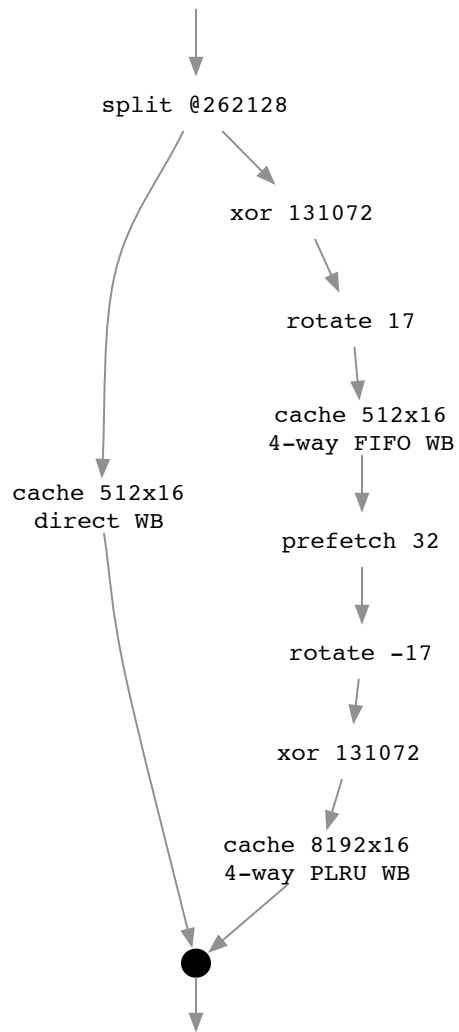 split @262128
xor 131072
rotate 17
cache 512x16
4-way FIFO WB
cache 512x16
direct WB
prefetch 32
rotate -17
xor 131072
cache 8192x16
4-way PLRU WB